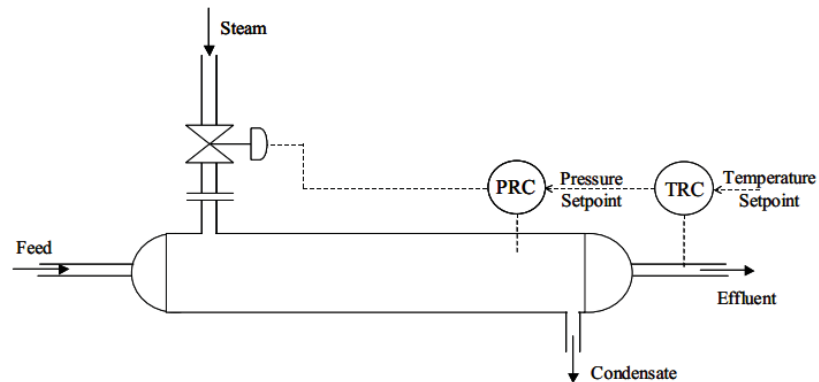 Steam
PRC
Pressure
Setpoint
TRC
Temperature
Setpoint
Feed
Effluent
Condensate